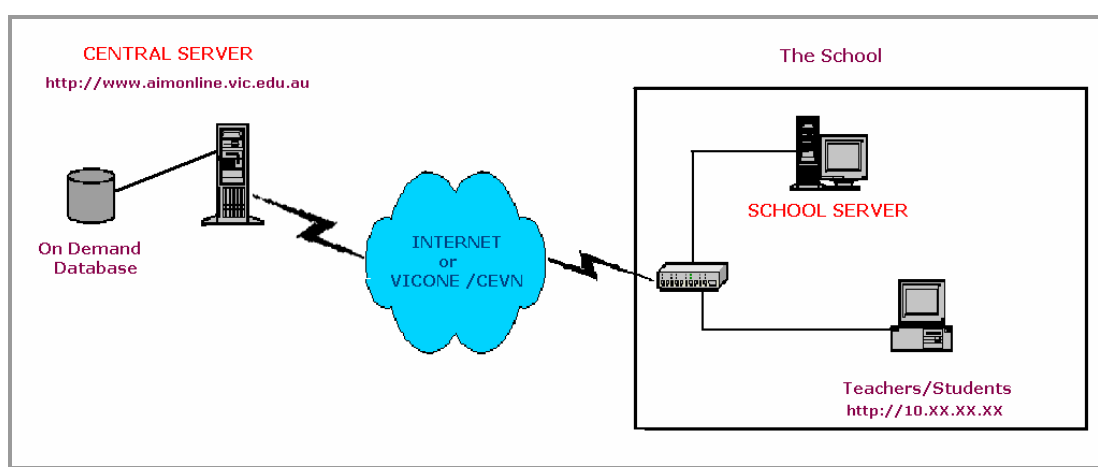 CENTRAL SERVER
http://www.aimonline.vic.edu.au
On Demand
Database
INTERNET
or
VICONE /CEVN
The School
SCHOOL SERVER
Teachers/Students
http://10.XX.XX.XX